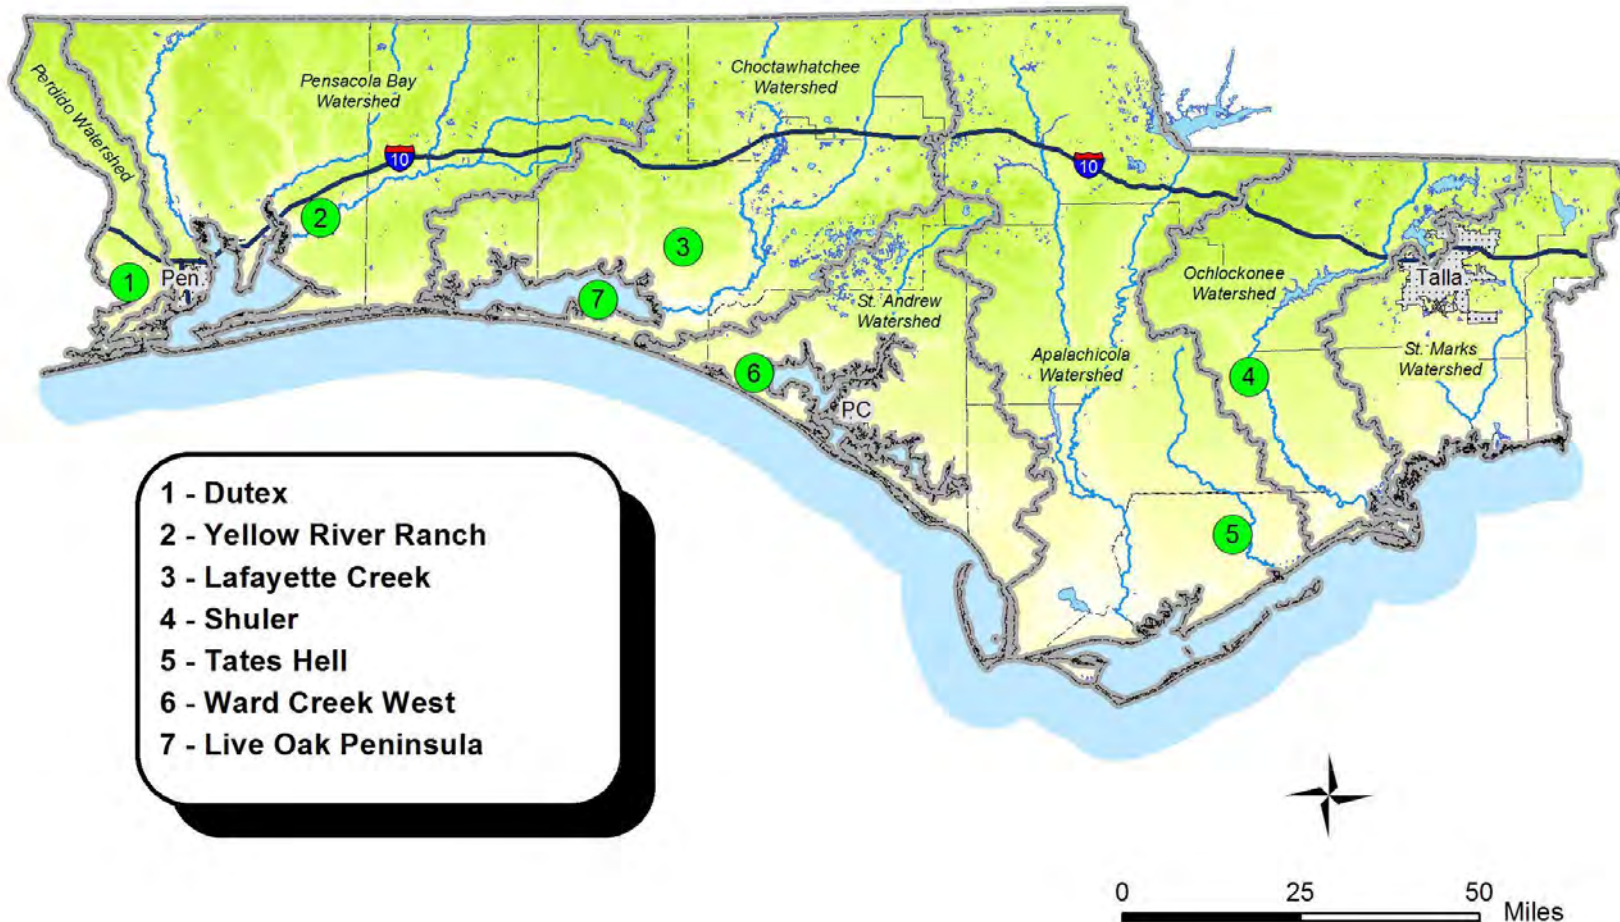 Perdido Watershed
Pensacola Bay
Watershed
Choctawhatchee
Watershed
10
10
2
3
1
Pen
7
Ochlockonee
Watershed
Talla
St. Andrew
Watershed
Apalachicola
Watershed
St. Marks
Watershed
6
4
PC
5
1 - Dutex
2 - Yellow River Ranch
3 - Lafayette Creek
4 - Shuler
5 - Tates Hell
6 - Ward Creek West
7 - Live Oak Peninsula
0 25 50
Miles